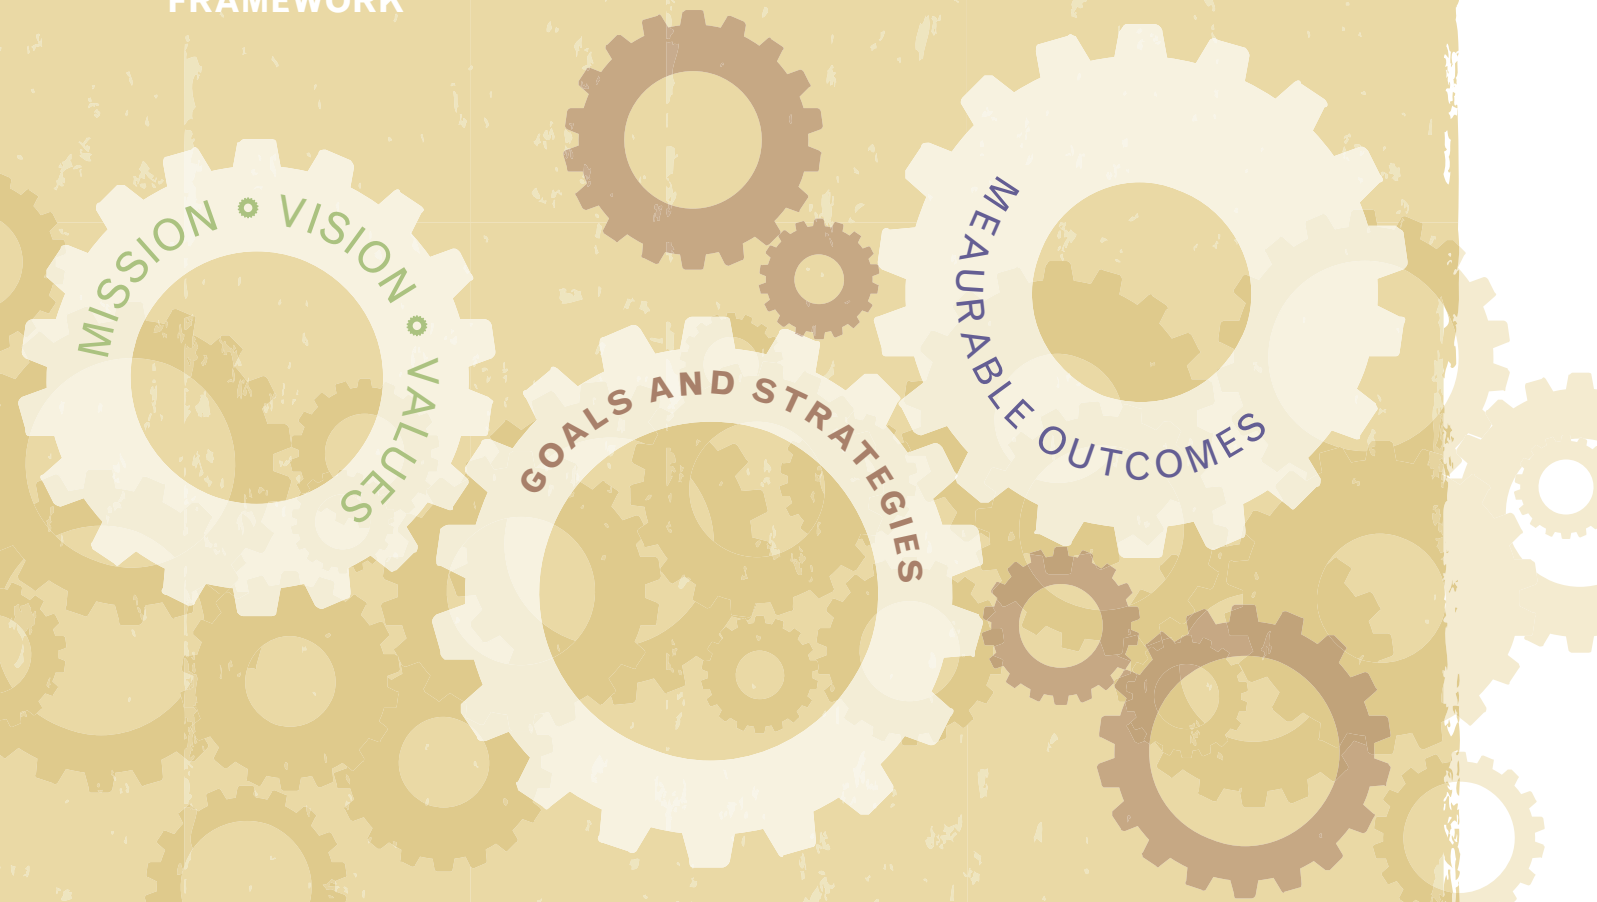 FRAMEWORK
MISSION VISION VALUES
GOALS AND STRATEGIES
MEAURABLE OUTCOMES